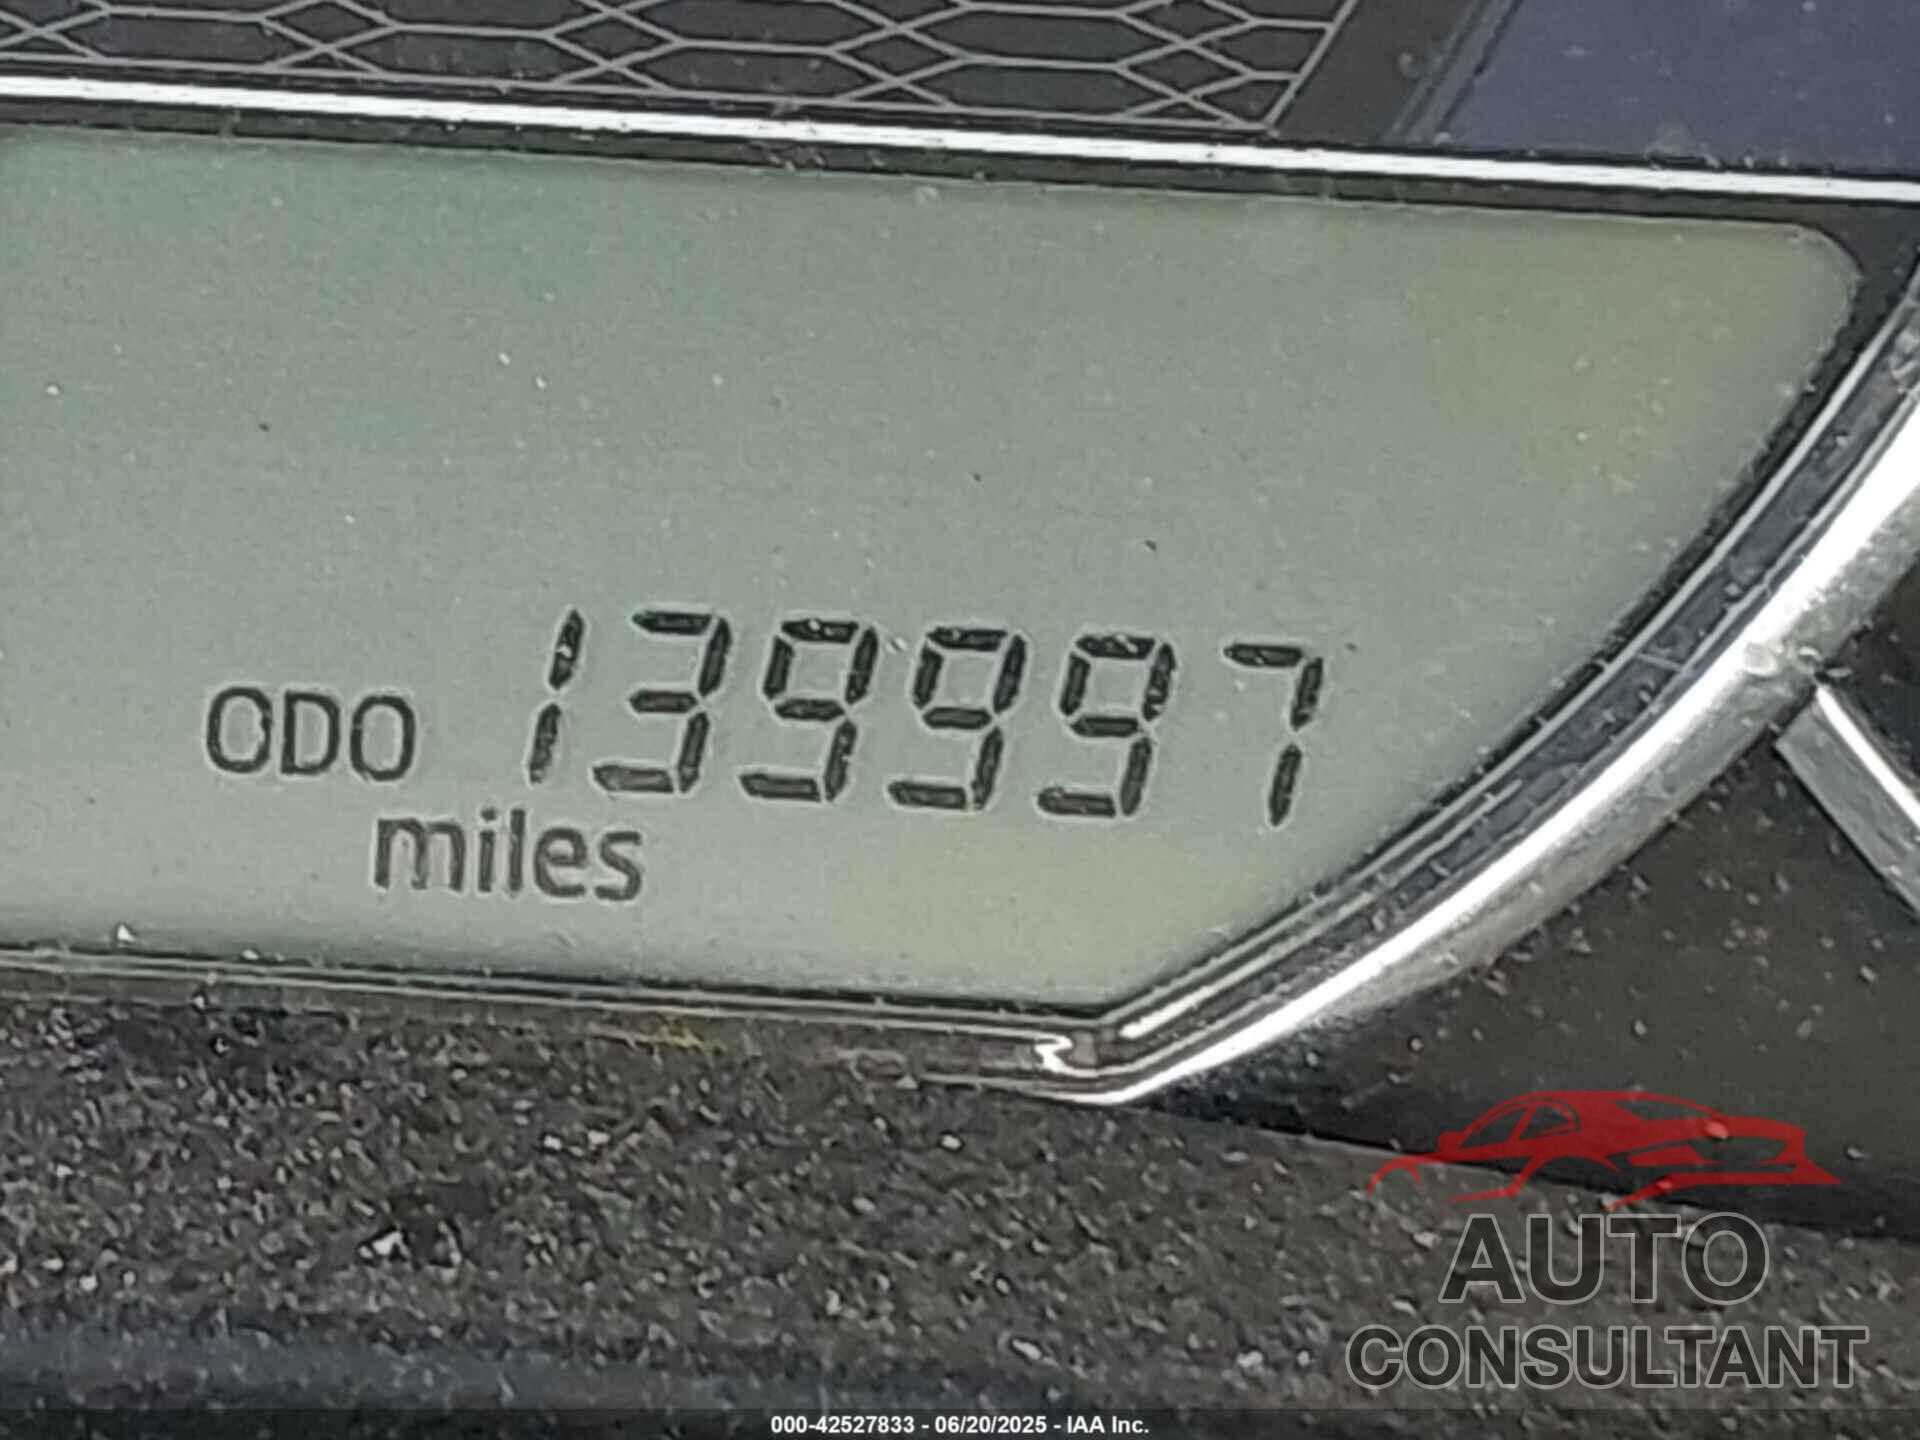 ODO 139997
miles
AUTO
CONSULTANT
000-42527833 - 06/20/2025 - IAA Inc.